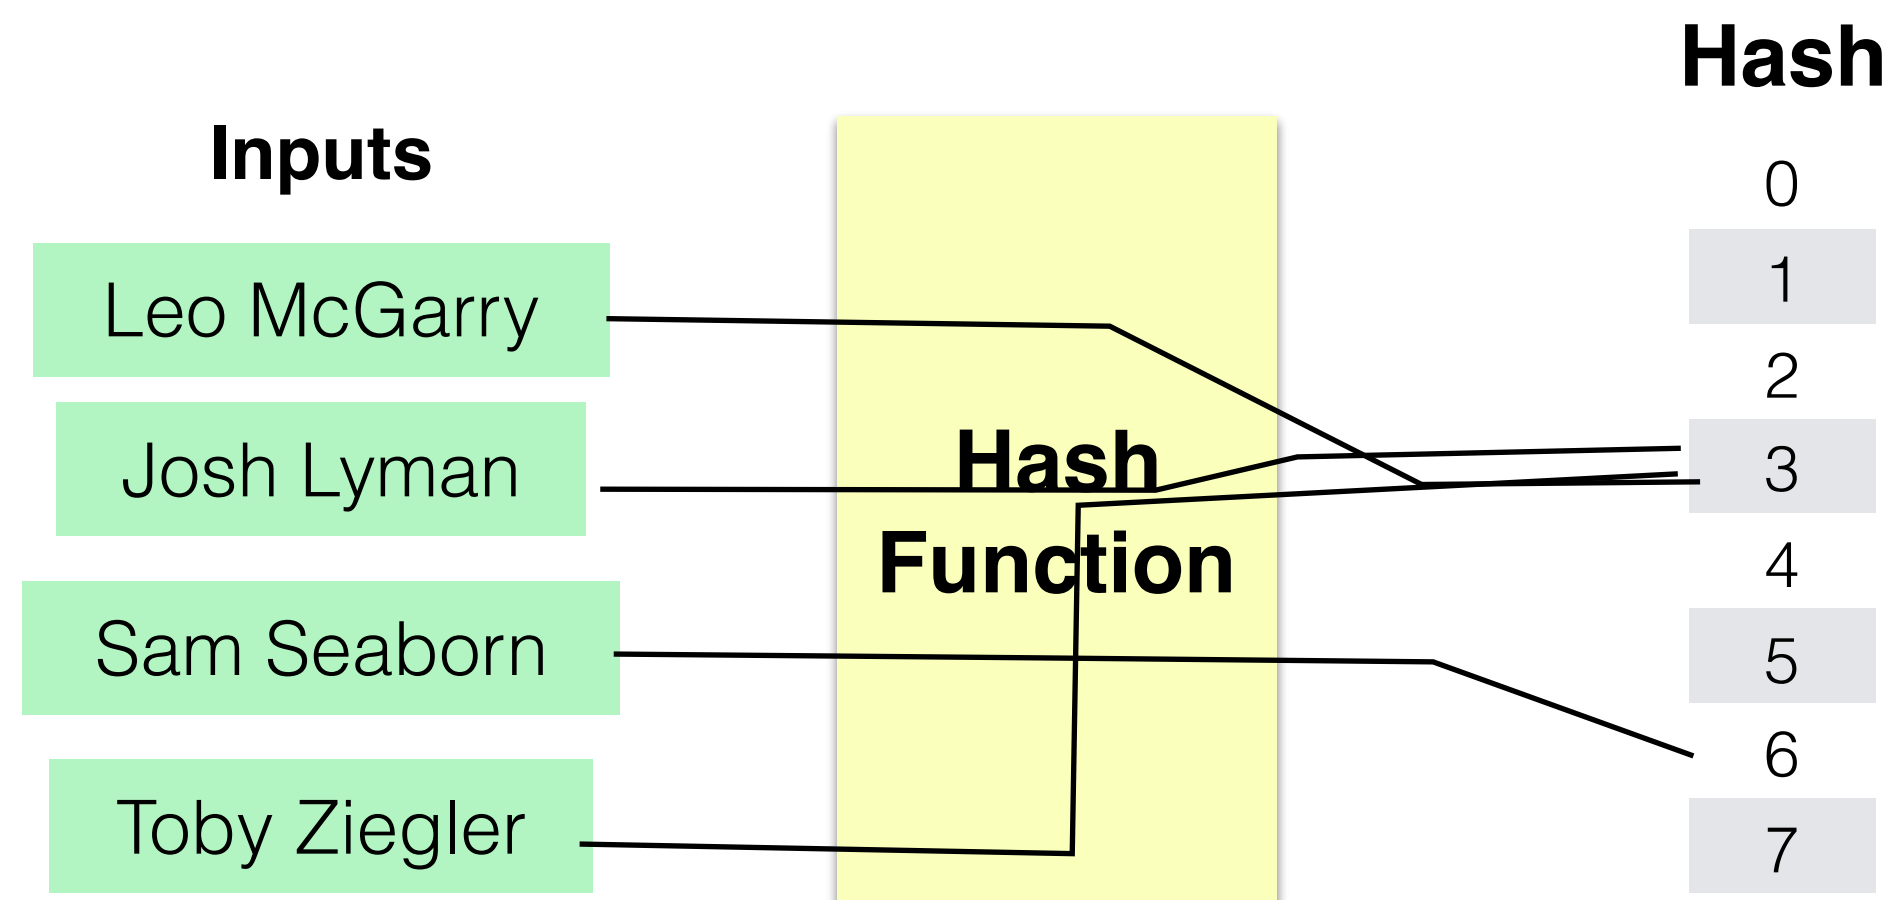 Inputs
Leo McGarry
Josh Lyman
Sam Seaborn
Toby Ziegler
Hash
Function
Hash
0
1
2
3
4
5
6
7